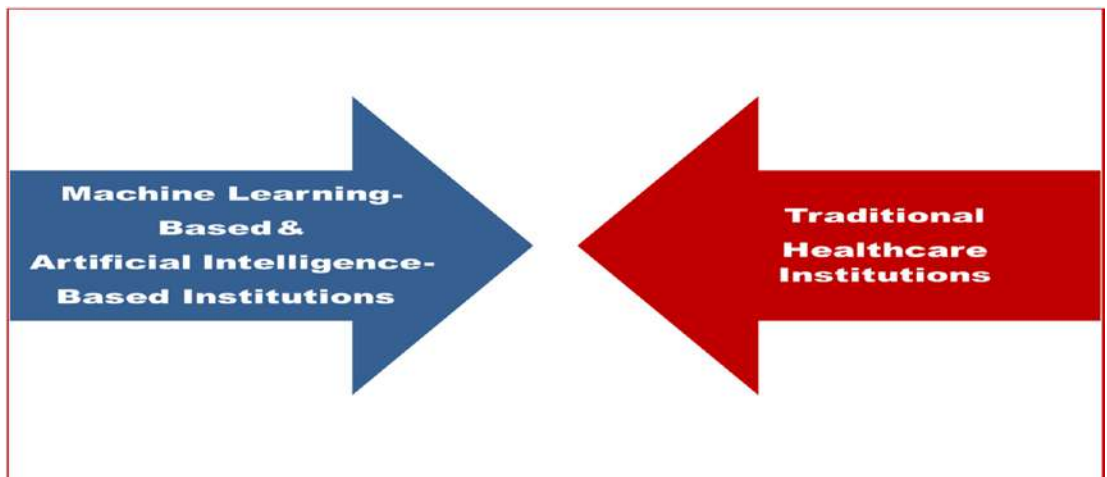 Machine Learning-
Based &
Artificial Intelligence-
Based Institutions
Traditional
Healthcare
Institutions